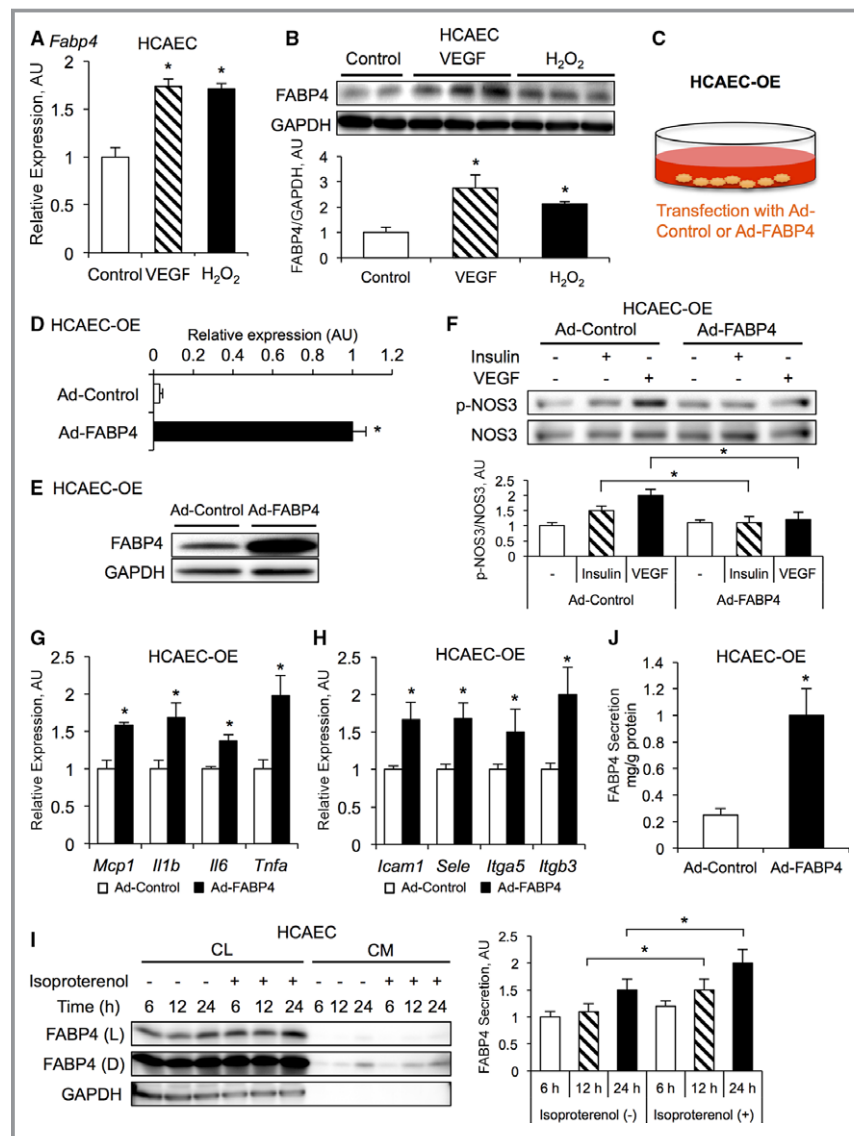 A Fabp4 HCAEC
Relative Expression, AU
2
1.5
1
0.5
0
* *
Control VEGF H₂O₂
B HCAEC
Control VEGF H₂O₂
FABP4
GAPDH
FABP4/GAPDH, AU
4
3
2
1
0
* *
Control VEGF H₂O₂
C
HCAEC-OE
Transfection with Ad-
Control or Ad-FABP4
D HCAEC-OE
Relative expression (AU)
0 0.2 0.4 0.6 0.8 1 1.2
Ad-Control
Ad-FABP4 *
E HCAEC-OE
Ad-Control Ad-FABP4
FABP4
GAPDH
HCAEC-OE
F Ad-Control Ad-FABP4
Insulin - + - - + -
VEGF - - + - - +
p-NOS3
NOS3
* 
*
p-NOS3/NOS3, AU
2.5
2
1.5
1
0.5
0
- Insulin VEGF - Insulin VEGF
Ad-Control Ad-FABP4
G HCAEC-OE
Relative Expression, AU
2.5
2
1.5
1
0.5
0
* * * *
Mcp1 Il1b Il6 Tnfa
Ad-Control Ad-FABP4
H HCAEC-OE
Relative Expression, AU
2.5
2
1.5
1
0.5
0
* * * *
Icam1 Sele Itga5 Itgb3
Ad-Control Ad-FABP4
J HCAEC-OE
FABP4 Secretion
mg/g protein
1.4
1.2
1
0.8
0.6
0.4
0.2
0
*
Ad-Control Ad-FABP4
I HCAEC
CL CM
Isoproterenol - - - + + + - - - + + +
Time (h) 6 12 24 6 12 24 6 12 24 6 12 24
FABP4 (L)
FABP4 (D)
GAPDH
FABP4 Secretion, AU
2.5
2
1.5
1
0.5
0
*
*
6 h 12 h 24 h 6 h 12 h 24 h
Isoproterenol (-) Isoproterenol (+)